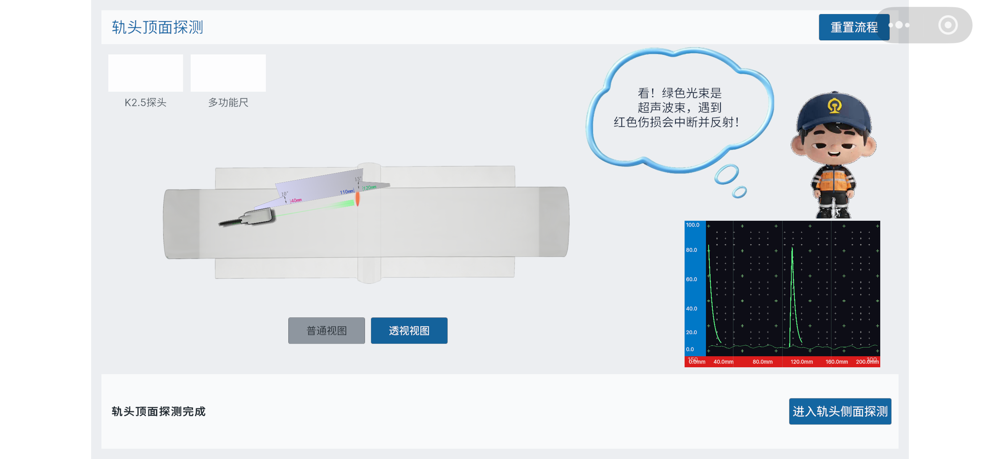 轨头顶面探测
重置流程
K2.5探头
多功能尺
看！绿色光束是
超声波束，遇到
红色伤损会中断并反射！
13°
10°
110mm
120mm
40mm
普通视图
透视视图
100.0
80.0
60.0
40.0
20.0
0.0
150
100
0.0mm 40.0mm 80.0mm 120.0mm 160.0mm 200.0mm
轨头顶面探测完成
进入轨头侧面探测